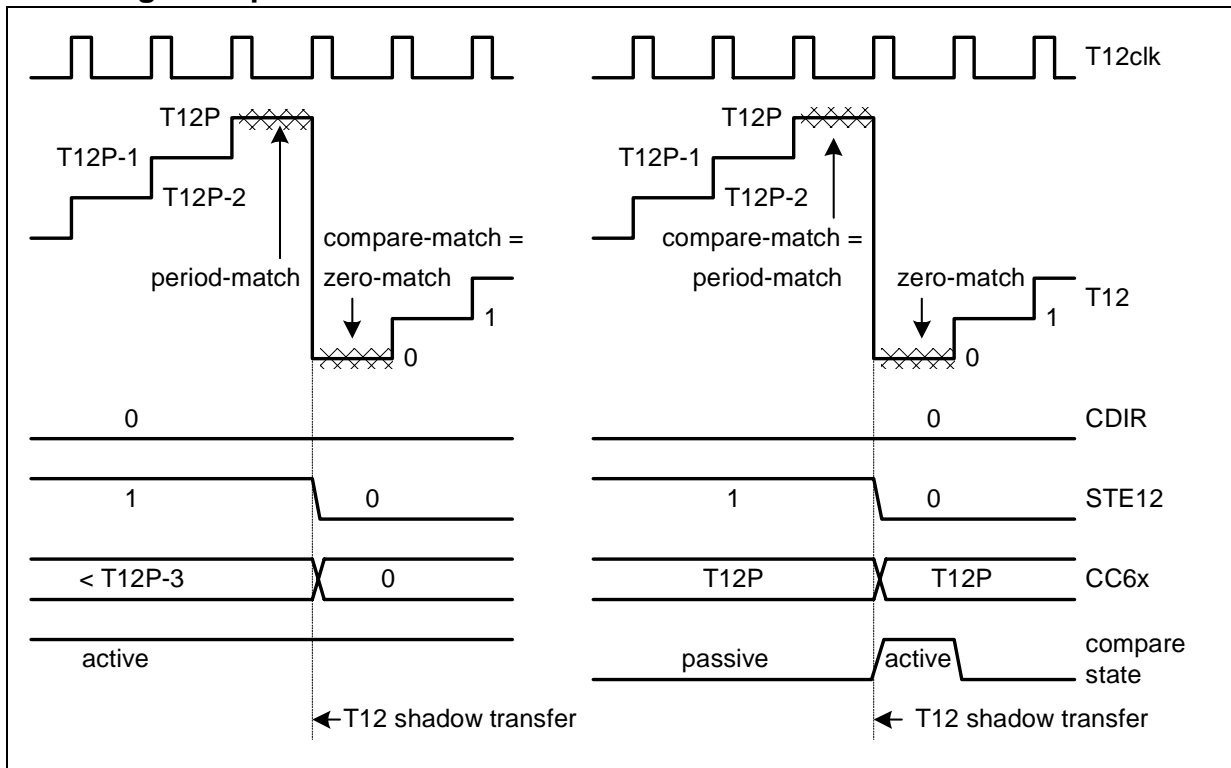 T12clk
T12P
T12P
T12P-1
T12P-1
T12P-2
T12P-2
compare-match =
compare-match =
period-match
zero-match
period-match
zero-match
T12
1
1
0
0
0
0
CDIR
1
0
1
0
STE12
< T12P-3
0
T12P
T12P
CC6x
active
passive
active
compare
state
T12 shadow transfer
T12 shadow transfer